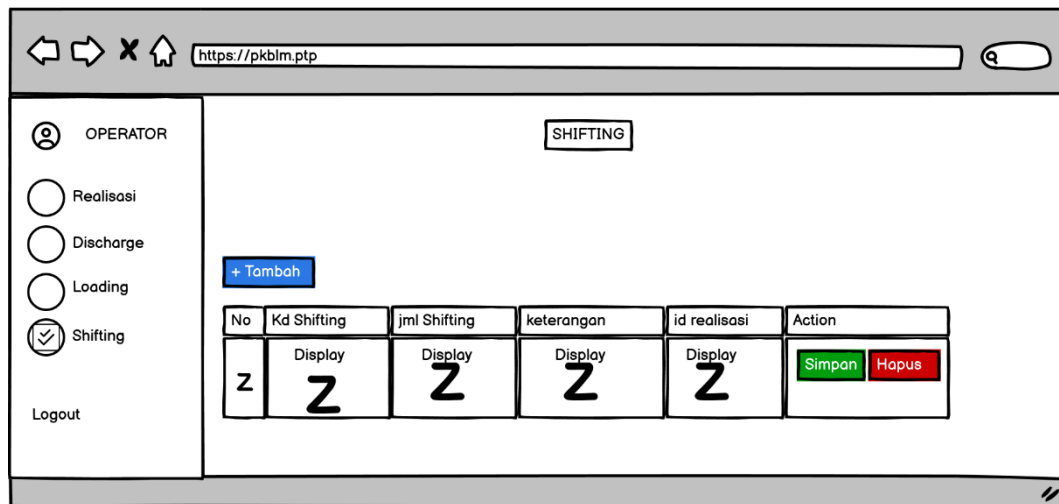 https://pkblm.ptp
OPERATOR
SHIFTING
Realisasi
Discharge
Loading
Shifting
Logout
+ Tambah
No Kd Shifting jml Shifting keterangan id realisasi Action
Display Display Display Display
Simpan Hapus
Z Z Z Z Z